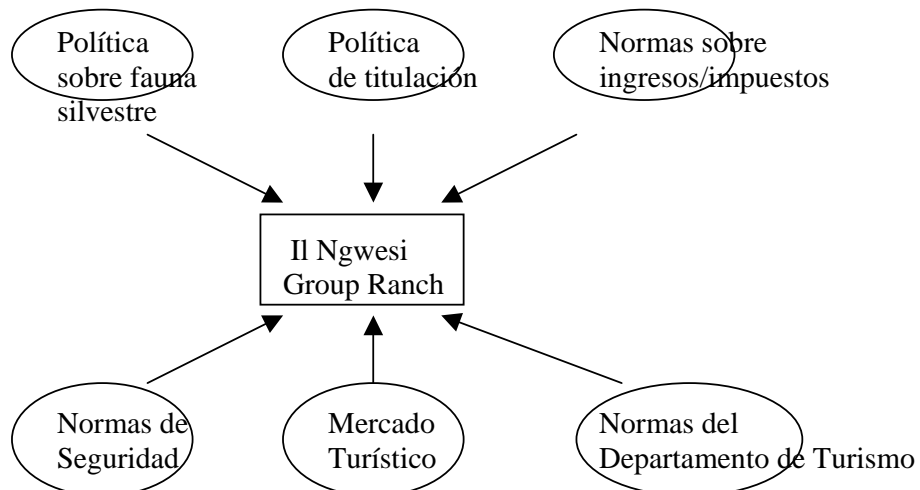 Política
sobre fauna
silvestre
Política
de titulación
Normas sobre
ingresos/impuestos
Il Ngwesi
Group Ranch
Normas de
Seguridad
Mercado
Turístico
Normas del
Departamento de Turismo